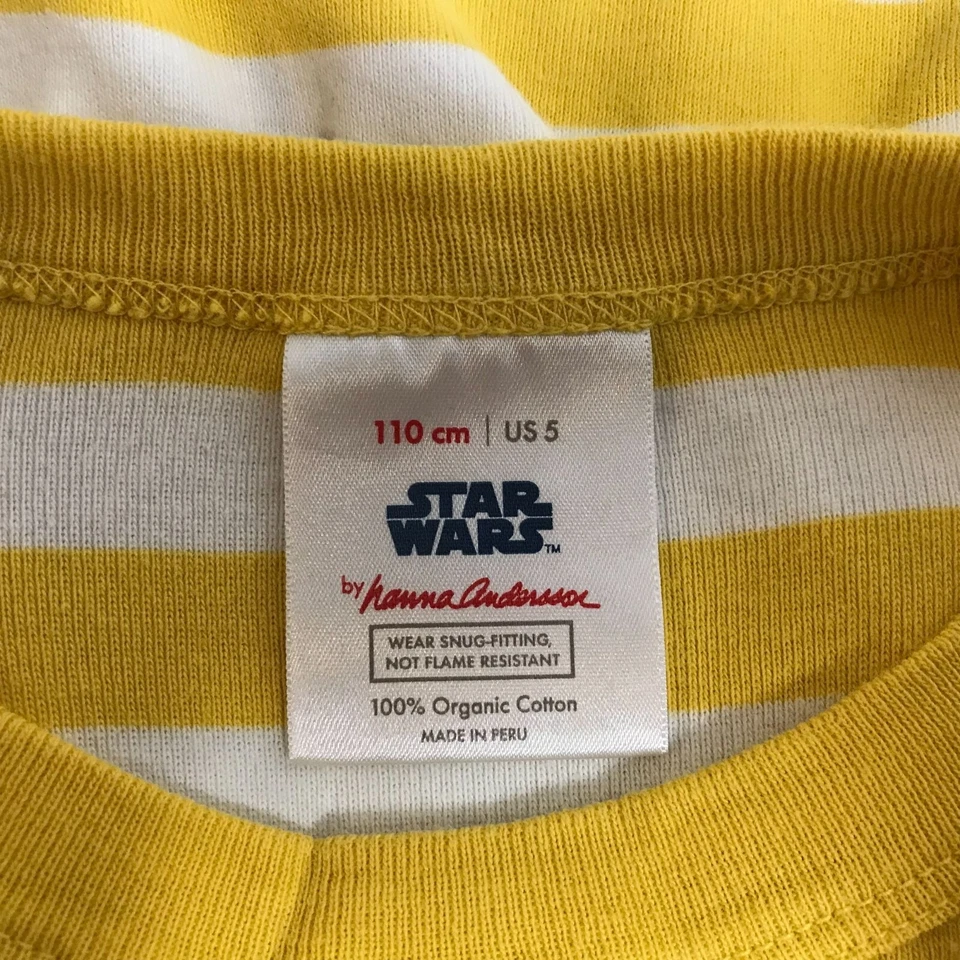 110 cm | US 5
STAR
WARS™
by hanna Andersson
WEAR SNUG-FITTING,
NOT FLAME RESISTANT
100% Organic Cotton
MADE IN PERU